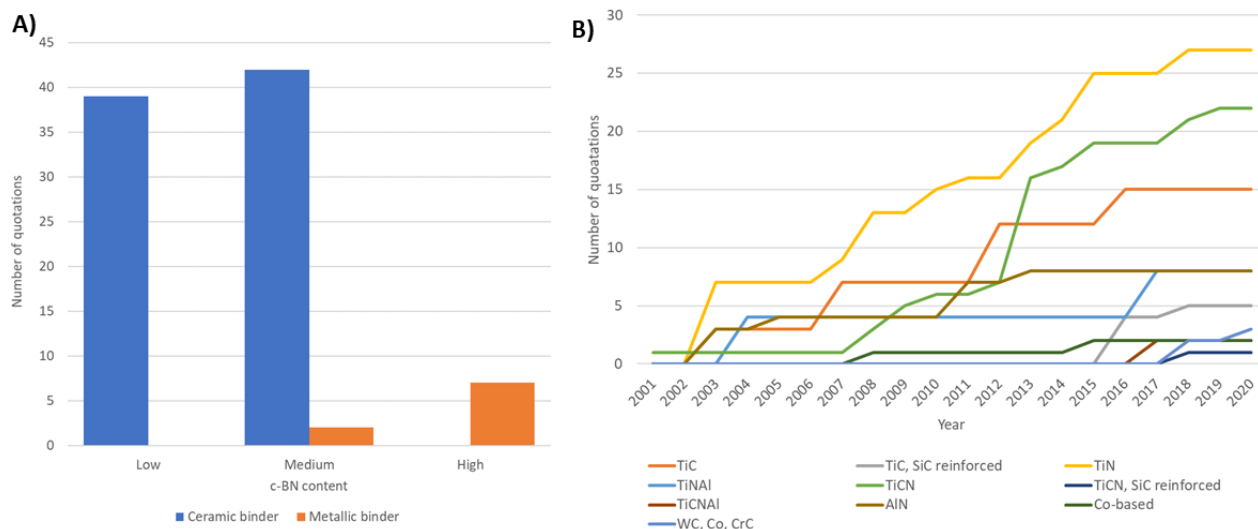 A)
Number of quotations
45
40
35
30
25
20
15
10
5
0
Low Medium High
c-BN content
Ceramic binder Metallic binder
B)
Number of quoatations
30
25
20
15
10
5
0
2001 2002 2003 2004 2005 2006 2007 2008 2009 2010 2011 2012 2013 2014 2015 2016 2017 2018 2019 2020
Year
TiC TiC, SiC reinforced TiN
TiNAl TiCN TiCN, SiC reinforced
TiCNAl AlN Co-based
WC, Co, CrC